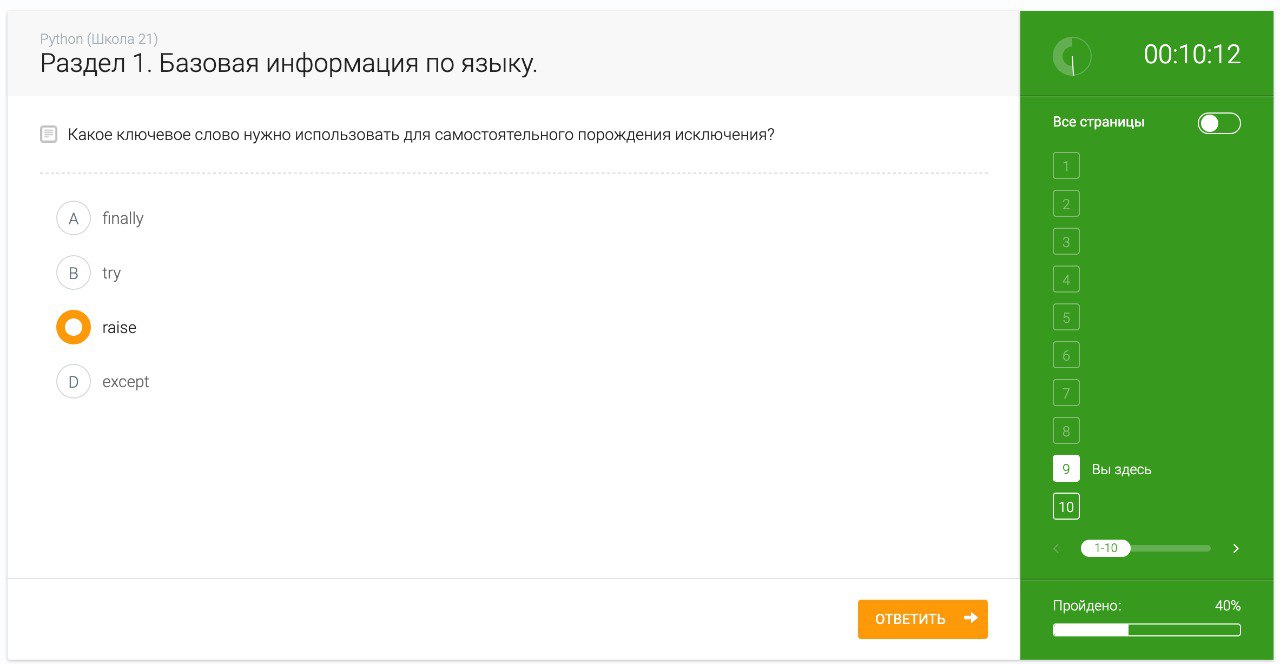 Python (Школа 21)
Раздел 1. Базовая информация по языку.
Какое ключевое слово нужно использовать для самостоятельного порождения исключения?
A finally
B try
raise
D except
ОТВЕТИТЬ
00:10:12
Все страницы
1
2
3
4
5
6
7
8
9 Вы здесь
10
1-10
Пройдено: 40%